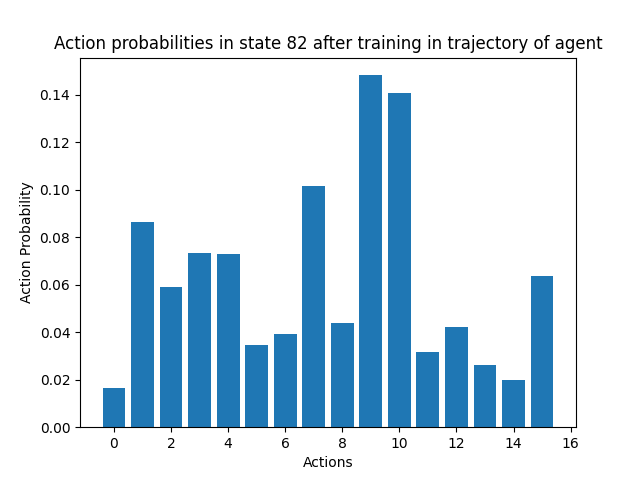 Action probabilities in state 82 after training in trajectory of agent
0.14
0.12
0.10
0.08
0.06
0.04
0.02
0.00
Action Probability
0 2 4 6 8 10 12 14 16
Actions